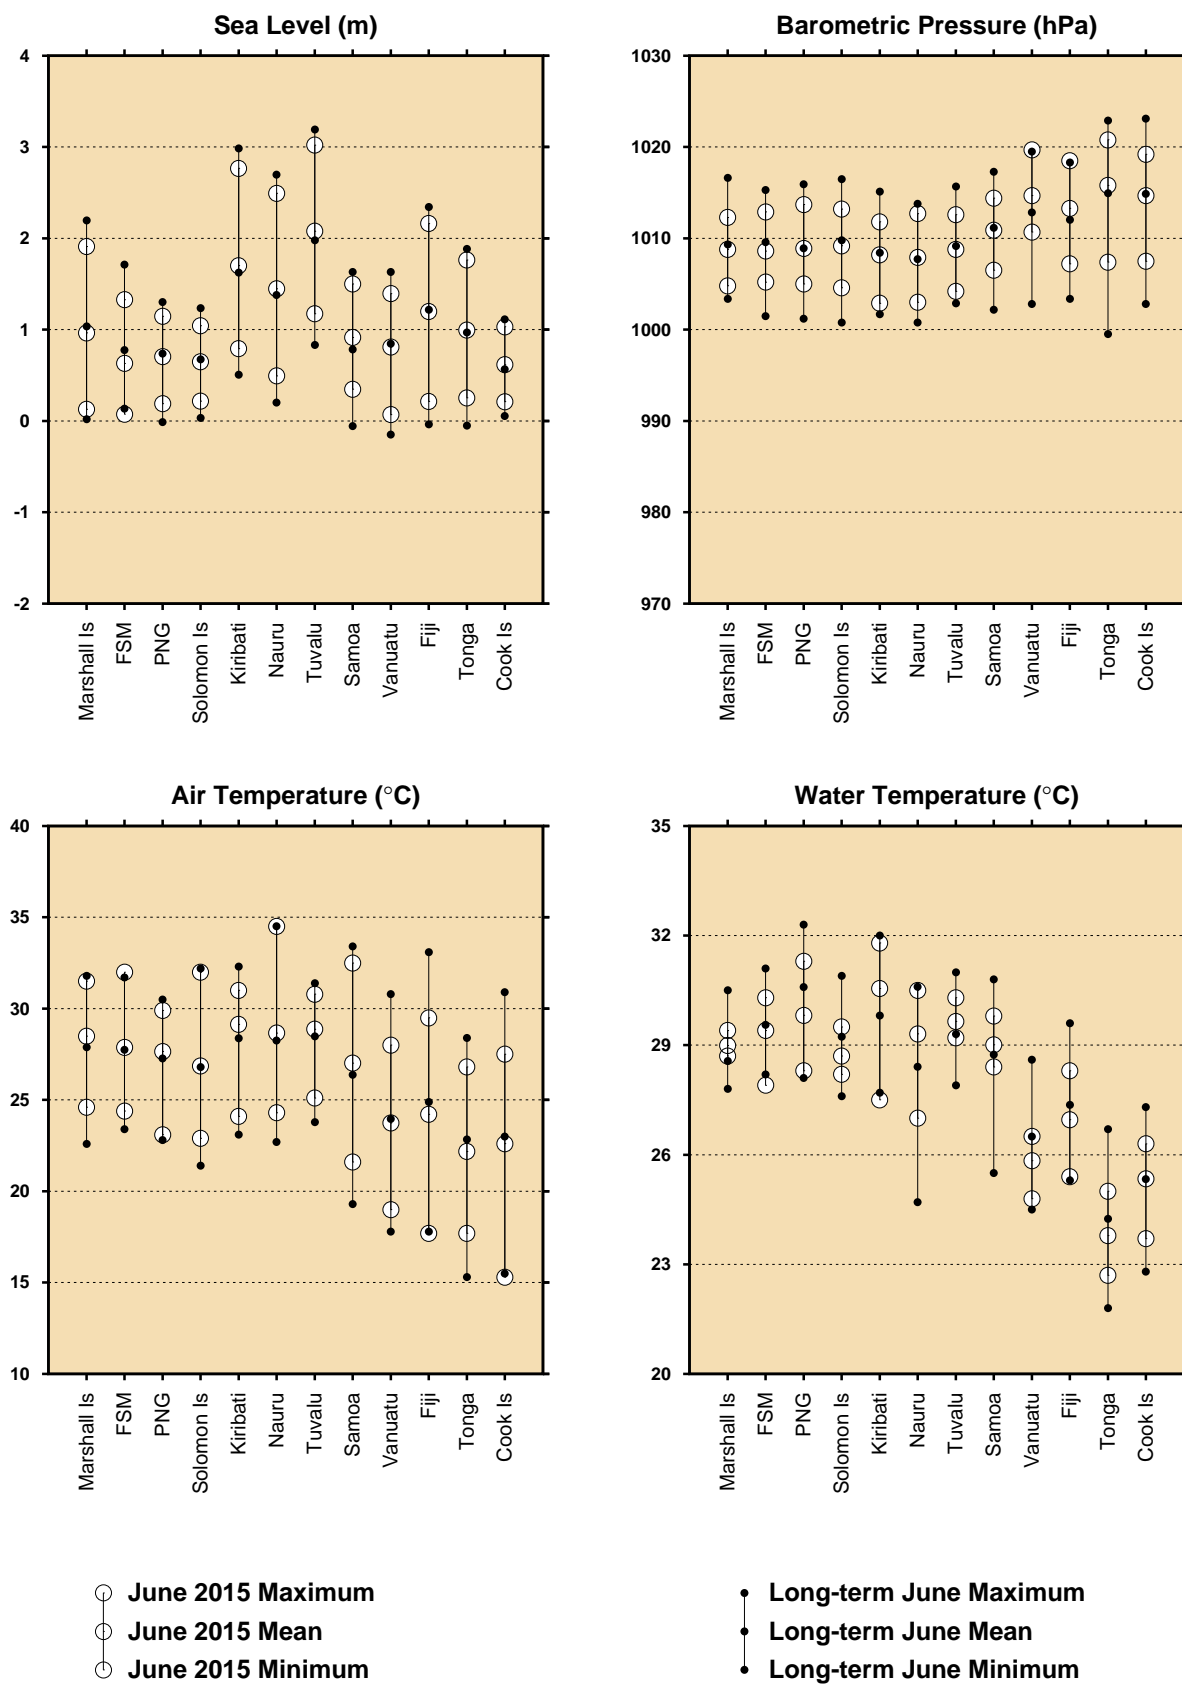 Sea Level (m)
4
3
2
1
0
-1
-2
Marshall Is
FSM
PNG
Solomon Is
Kiribati
Nauru
Tuvalu
Samoa
Vanuatu
Fiji
Tonga
Cook Is
Barometric Pressure (hPa)
1030
1020
1010
1000
990
980
970
Marshall Is
FSM
PNG
Solomon Is
Kiribati
Nauru
Tuvalu
Samoa
Vanuatu
Fiji
Tonga
Cook Is
Air Temperature (°C)
40
35
30
25
20
15
10
Marshall Is
FSM
PNG
Solomon Is
Kiribati
Nauru
Tuvalu
Samoa
Vanuatu
Fiji
Tonga
Cook Is
Water Temperature (°C)
35
32
29
26
23
20
Marshall Is
FSM
PNG
Solomon Is
Kiribati
Nauru
Tuvalu
Samoa
Vanuatu
Fiji
Tonga
Cook Is
June 2015 Maximum
June 2015 Mean
June 2015 Minimum
Long-term June Maximum
Long-term June Mean
Long-term June Minimum